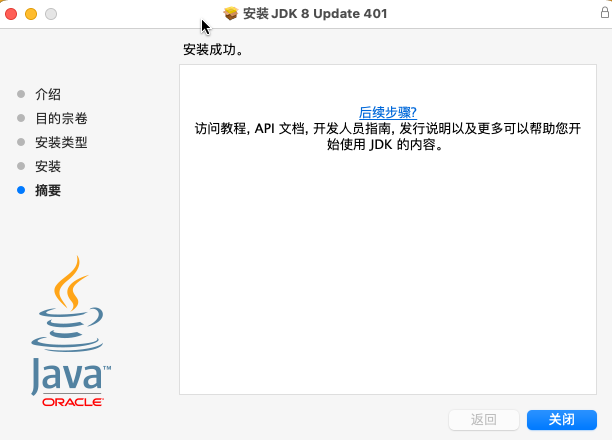 安装 JDK 8 Update 401
安装成功。
介绍
目的宗卷
安装类型
安装
摘要
后续步骤?
访问教程, API 文档, 开发人员指南, 发行说明以及更多可以帮助您开
始使用 JDK 的内容。
Java™
ORACLE
返回
关闭